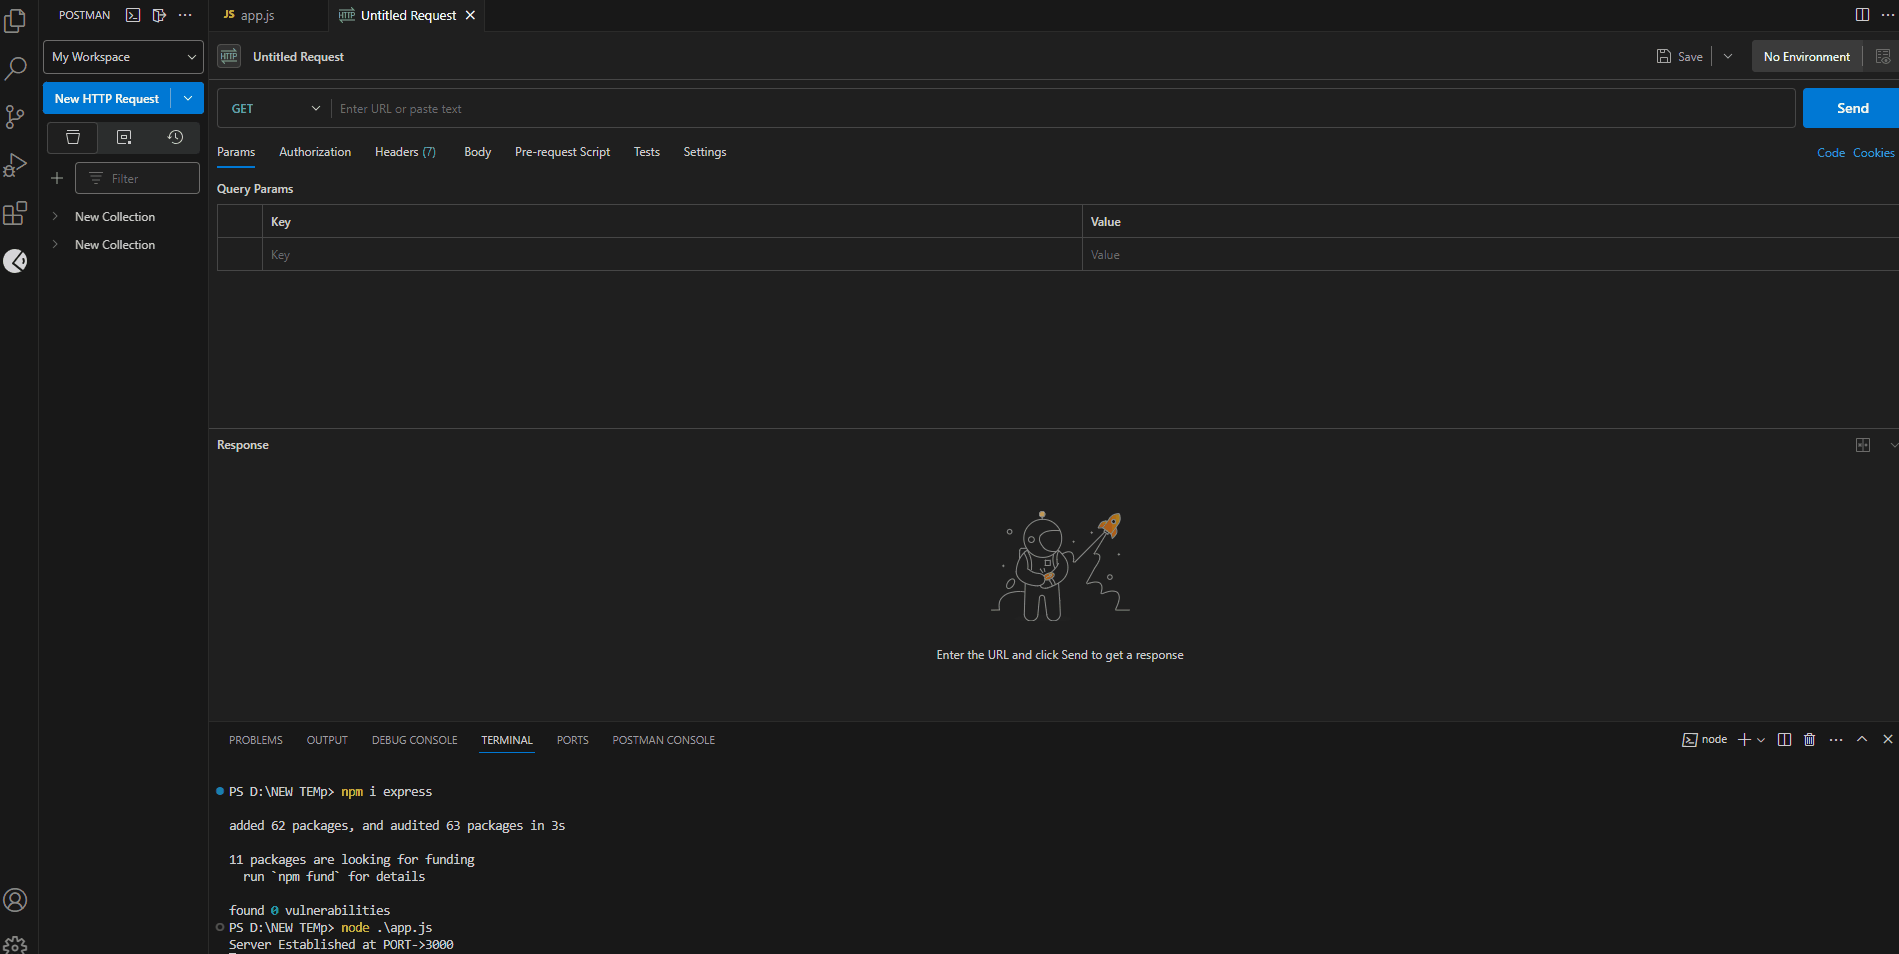 POSTMAN
JS app.js
HTTP Untitled Request
My Workspace
HTTP Untitled Request
Save
No Environment
New HTTP Request
GET
Enter URL or paste text
Send
Params Authorization Headers (7) Body Pre-request Script Tests Settings
Code Cookies
Filter
Query Params
New Collection
Key Value
New Collection
Key Value
Response
Enter the URL and click Send to get a response
PROBLEMS OUTPUT DEBUG CONSOLE TERMINAL PORTS POSTMAN CONSOLE
node
PS D:\NEW TEMp> npm i express
added 62 packages, and audited 63 packages in 3s
11 packages are looking for funding
run `npm fund` for details
found 0 vulnerabilities
PS D:\NEW TEMp> node .\app.js
Server Established at PORT->3000